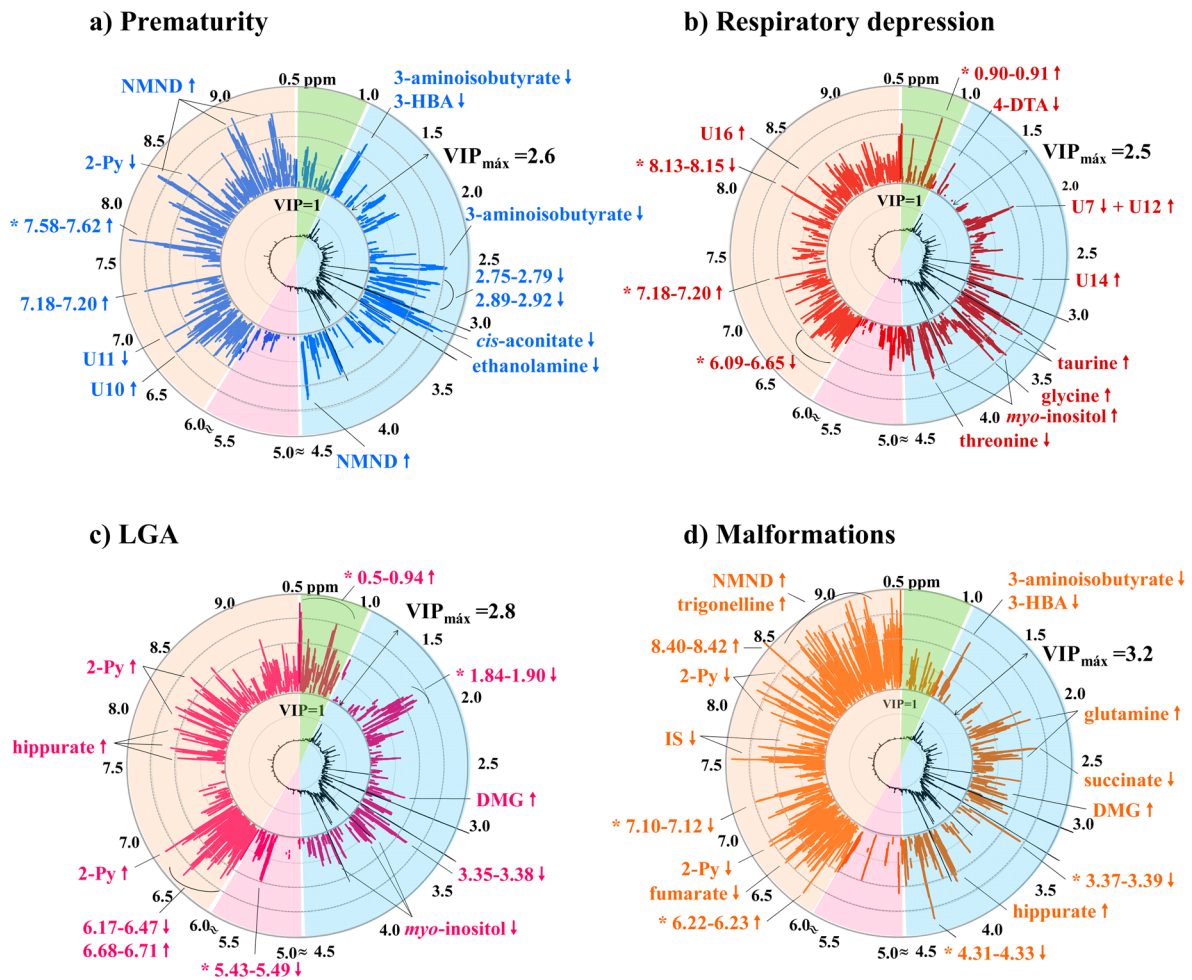 a) Prematurity
NMND ↑
9.0
0.5 ppm
1.0
3-aminoisobutyrate ↓
3-HBA ↓
8.5
1.5
VIPmáx =2.6
2-Py ↓
8.0
2.0
VIP=1
3-aminoisobutyrate ↓
* 7.58-7.62 ↑
7.5
2.5
2.75-2.79 ↓
2.89-2.92 ↓
7.18-7.20 ↑
3.0
cis-aconitate ↓
7.0
U11 ↓
ethanolamine ↓
U10 ↑
6.5
3.5
6.0 ≈
5.5
5.0 ≈ 4.5
4.0
NMND ↑
b) Respiratory depression
9.0
0.5 ppm
* 0.90-0.91 ↑
1.0
4-DTA ↓
8.5
1.5
U16 ↑
VIPmáx =2.5
* 8.13-8.15 ↓
8.0
2.0
VIP=1
U7 ↓ + U12 ↑
7.5
2.5
U14 ↑
* 7.18-7.20 ↑
3.0
7.0
taurine ↑
* 6.09-6.65 ↓
6.5
3.5
glycine ↑
6.0 ≈
5.5
4.0
myo-inositol ↑
5.0 ≈ 4.5
threonine ↓
c) LGA
9.0
0.5 ppm
* 0.5-0.94 ↑
1.0
VIPmáx =2.8
8.5
1.5
2-Py ↑
* 1.84-1.90 ↓
8.0
2.0
VIP=1
hippurate ↑
7.5
2.5
DMG ↑
3.0
7.0
2-Py ↑
3.35-3.38 ↓
6.5
3.5
6.17-6.47 ↓
6.68-6.71 ↑
6.0 ≈
5.5
5.0 ≈ 4.5
4.0
myo-inositol ↓
* 5.43-5.49 ↓
d) Malformations
NMND ↑
trigonelline ↑
9.0
0.5 ppm
1.0
3-aminoisobutyrate ↓
3-HBA ↓
8.40-8.42 ↑
8.5
1.5
VIPmáx =3.2
2-Py ↓
8.0
2.0
VIP=1
glutamine ↑
IS ↓
7.5
2.5
succinate ↓
DMG ↑
* 7.10-7.12 ↓
3.0
7.0
2-Py ↓
fumarate ↓
* 6.22-6.23 ↑
6.5
3.5
* 3.37-3.39 ↓
hippurate ↑
6.0 ≈
5.5
5.0 ≈ 4.5
4.0
* 4.31-4.33 ↓